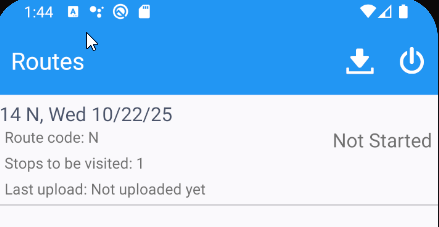 1:44
Routes
14 N, Wed 10/22/25
Route code: N
Not Started
Stops to be visited: 1
Last upload: Not uploaded yet